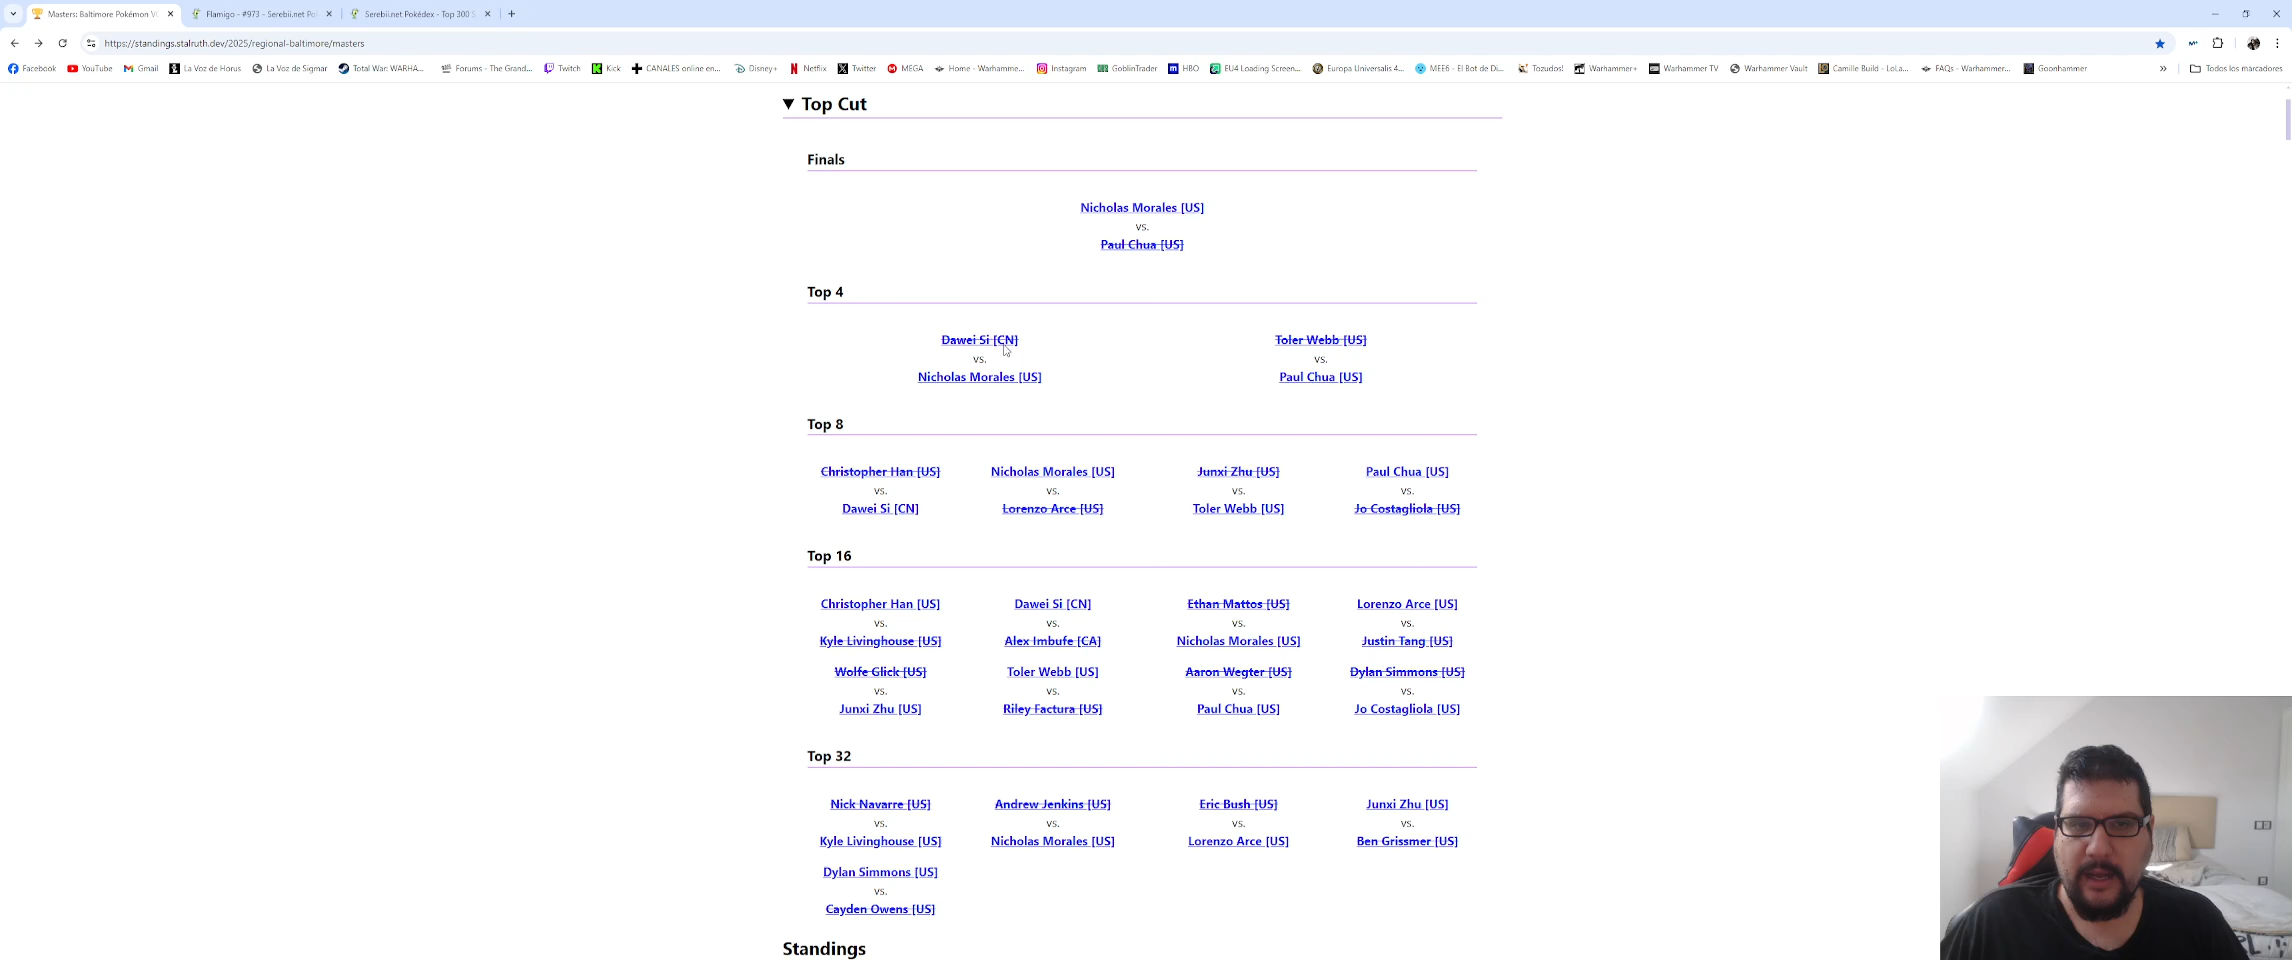 Masters: Baltimore Pokémon V
Flamigo - #973 - Serebii.net Po
Serebii.net Pokédex - Top 300 S
https://standings.stalruth.dev/2025/regional-baltimore/masters
Facebook YouTube Gmail La Voz de Horus La Voz de Sigmar Total War: WARHA... Forums - The Grand... Twitch Kick CANALES online en... Disney+ Netflix Twitter MEGA Home - Warhamme... Instagram GoblinTrader HBO EU4 Loading Screen... Europa Universalis 4... MEE6 - El Bot de Di... Tozudos! Warhammer+ Warhammer TV Warhammer Vault Camille Build - LoLa... FAQs - Warhammer... Goonhammer » Todos los marcadores
▼ Top Cut
Finals
Nicholas Morales [US]
vs.
Paul Chua [US]
Top 4
Dawei Si [CN] Toler Webb [US]
vs. vs.
Nicholas Morales [US] Paul Chua [US]
Top 8
Christopher Han [US] Nicholas Morales [US] Junxi Zhu [US] Paul Chua [US]
vs. vs. vs. vs.
Dawei Si [CN] Lorenzo Arce [US] Toler Webb [US] Jo Costagliola [US]
Top 16
Christopher Han [US] Dawei Si [CN] Ethan Mattos [US] Lorenzo Arce [US]
vs. vs. vs. vs.
Kyle Livinghouse [US] Alex Imbufe [CA] Nicholas Morales [US] Justin Tang [US]
Wolfe Glick [US] Toler Webb [US] Aaron Wegter [US] Dylan Simmons [US]
vs. vs. vs. vs.
Junxi Zhu [US] Riley Factura [US] Paul Chua [US] Jo Costagliola [US]
Top 32
Nick Navarre [US] Andrew Jenkins [US] Eric Bush [US] Junxi Zhu [US]
vs. vs. vs. vs.
Kyle Livinghouse [US] Nicholas Morales [US] Lorenzo Arce [US] Ben Grissmer [US]
Dylan Simmons [US]
vs.
Cayden Owens [US]
Standings